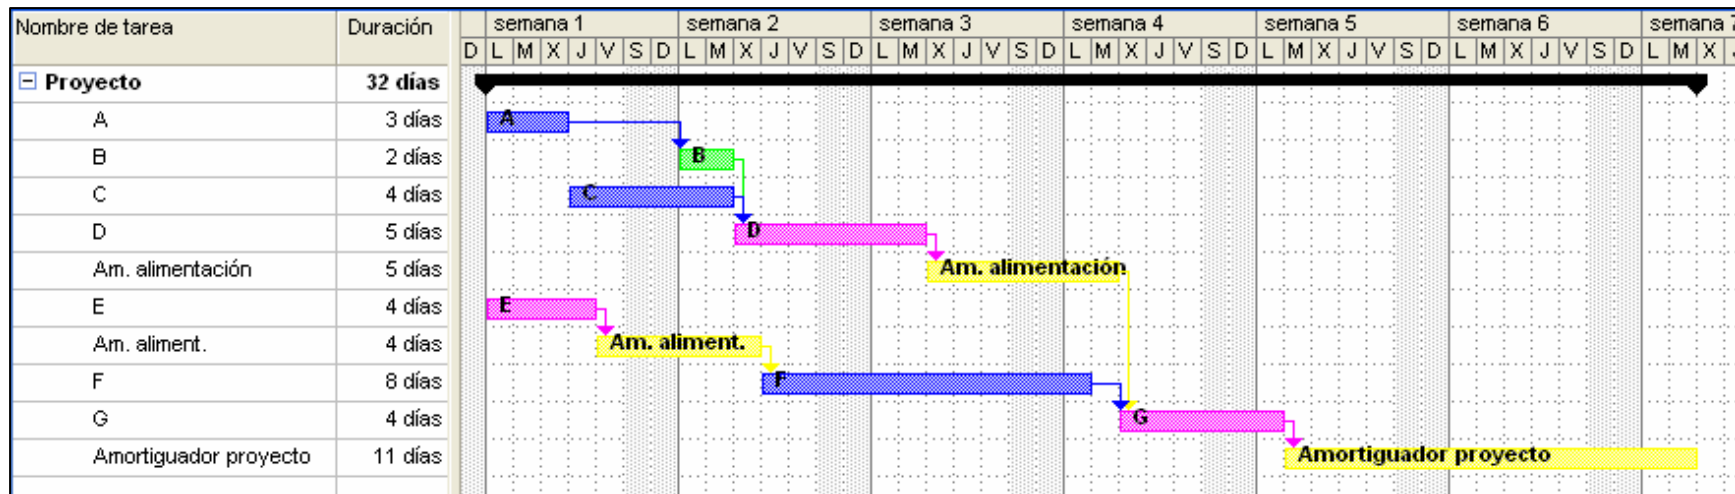 Nombre de tarea Duración semana 1 semana 2 semana 3 semana 4 semana 5 semana 6 semana 7
D L M X J V S D L M X J V S D L M X J V S D L M X J V S D L M X J V S D L M X J V S D L M X J
Proyecto 32 días
A 3 días A
B 2 días B
C 4 días C
D 5 días D
Am. alimentación 5 días Am. alimentación
E 4 días E
Am. aliment. 4 días Am. aliment.
F 8 días F
G 4 días G
Amortiguador proyecto 11 días Amortiguador proyecto